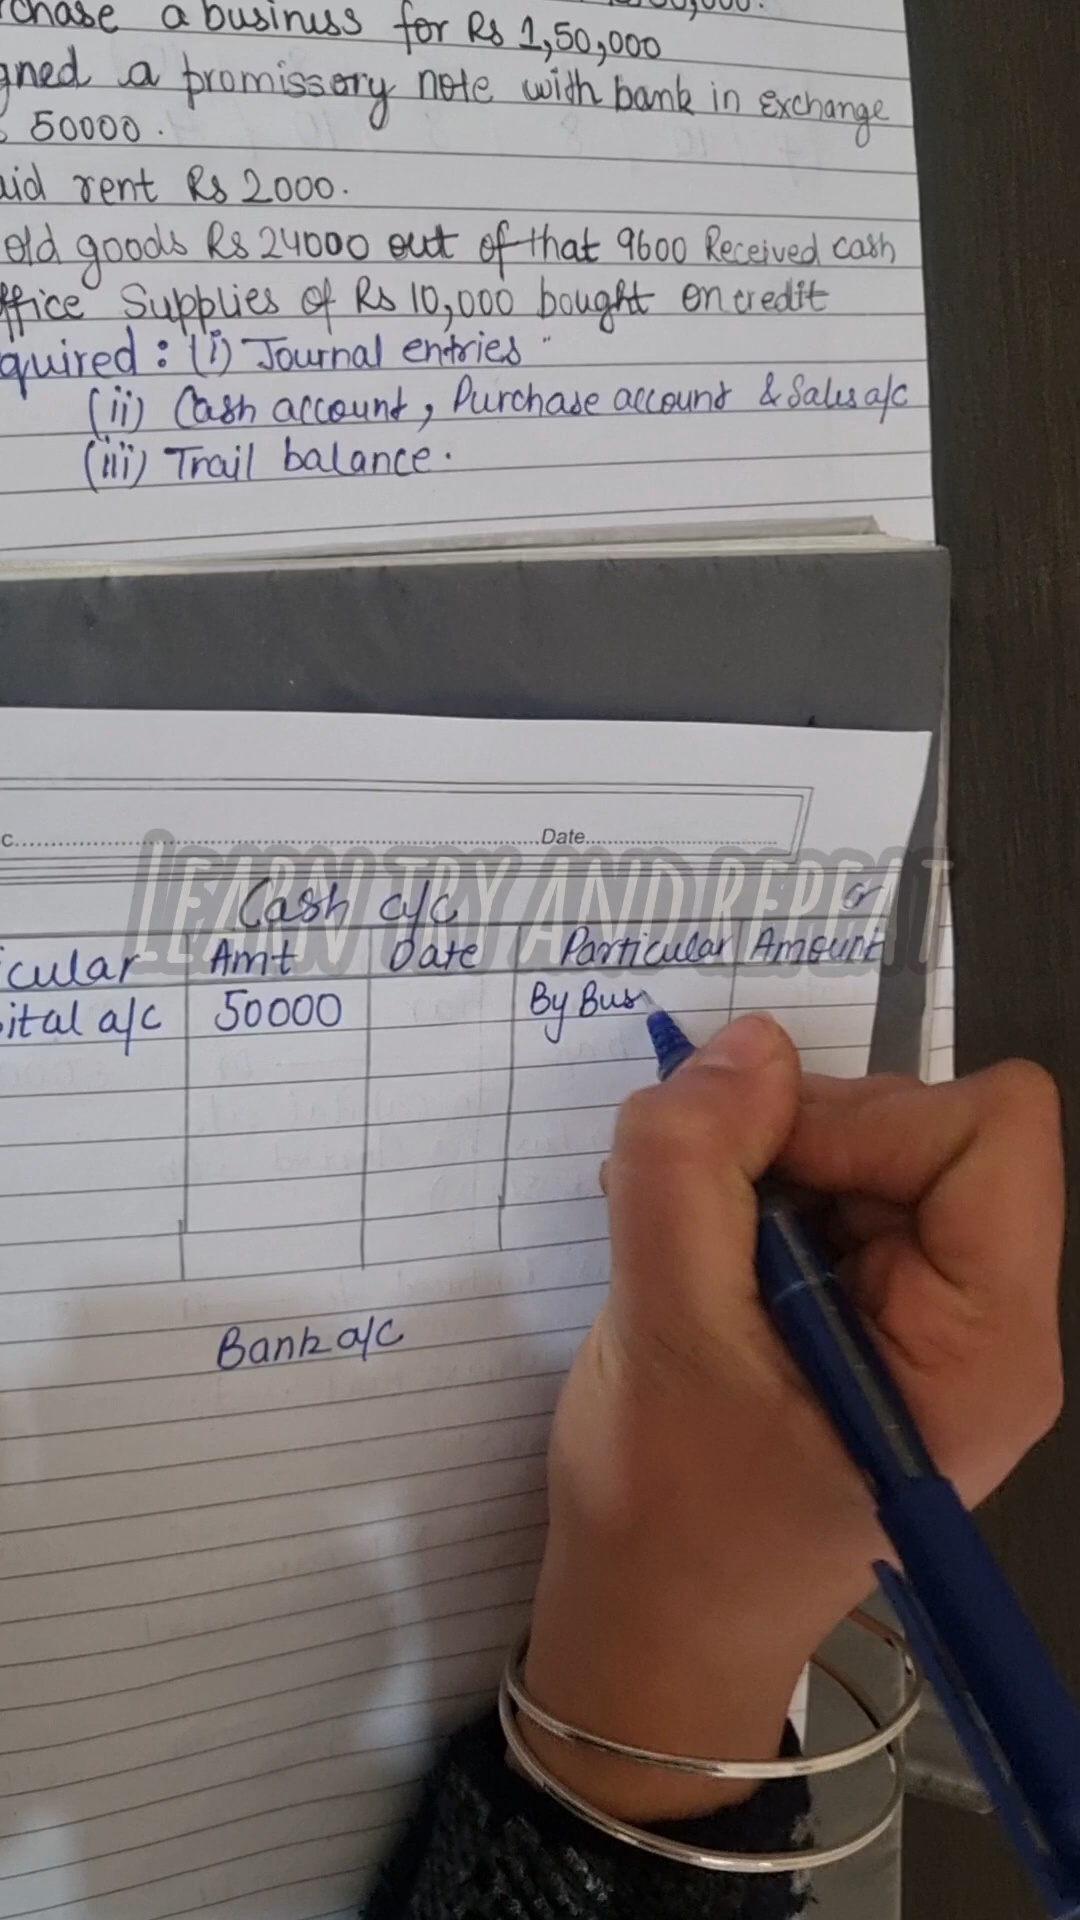 chase a business for Rs 1,50,000
gned a promissory note with bank in exchange
50000.
aid rent Rs 2000.
old goods Rs 24000 out of that 9600 Received cash
ffice Supplies of Rs 10,000 bought on credit
quired : (i) Journal entries "
(ii) Cash account, Purchase account & Sales a/c
(iii) Trail balance.
c. Date
LEARN TRY AND REPEAT
Cash a/c cr
cular Amt Date Particular Amount
ital a/c 50000 By Bus
Bank a/c